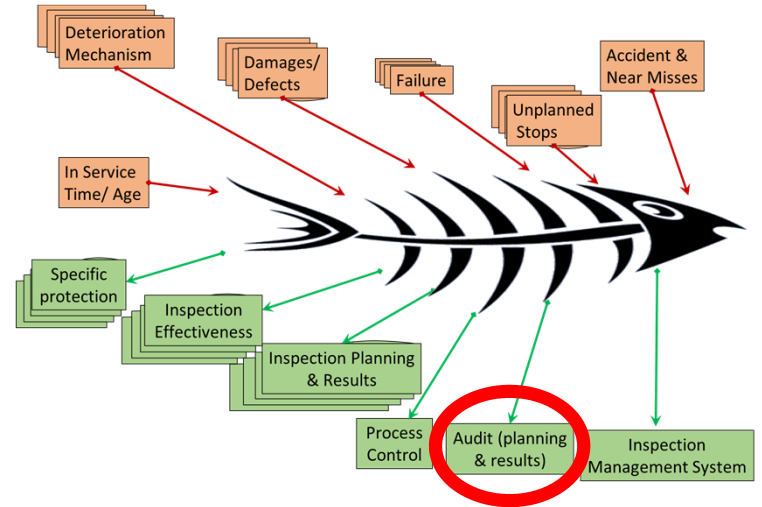 Deterioration
Mechanism
Damages/
Defects
Failure
Unplanned
Stops
Accident &
Near Misses
In Service
Time/ Age
Specific
protection
Inspection
Effectiveness
Inspection Planning
& Results
Process
Control
Audit (planning
& results)
Inspection
Management System